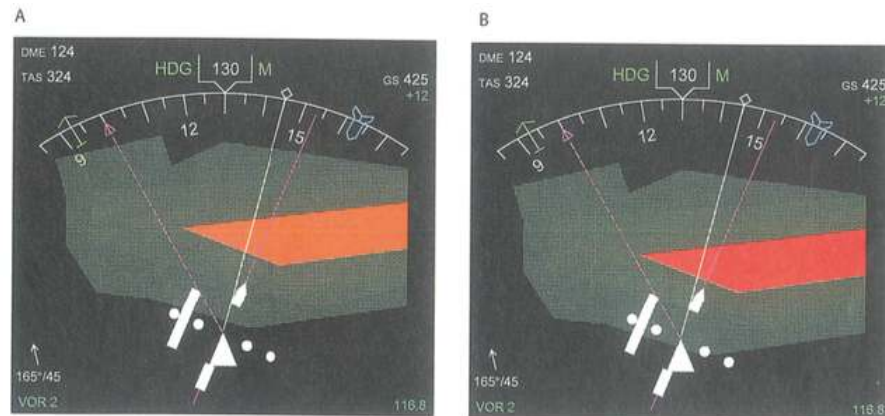 A
DME 124
TAS 324
HDG 130 M
GS 425
+12
9
12
15
165°/45
VOR 2
116.8
B
DME 124
TAS 324
HDG 130 M
GS 425
+12
9
12
15
165°/45
VOR 2
116.8